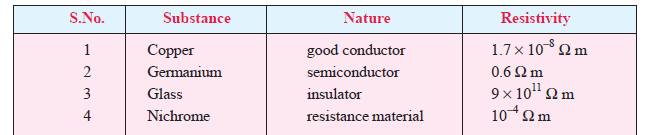 S.No. Substance Nature Resistivity
1 Copper good conductor 1.7 × 10⁻⁸ Ω m
2 Germanium semiconductor 0.6 Ω m
3 Glass insulator 9 × 10¹¹ Ω m
4 Nichrome resistance material 10⁻⁴ Ω m